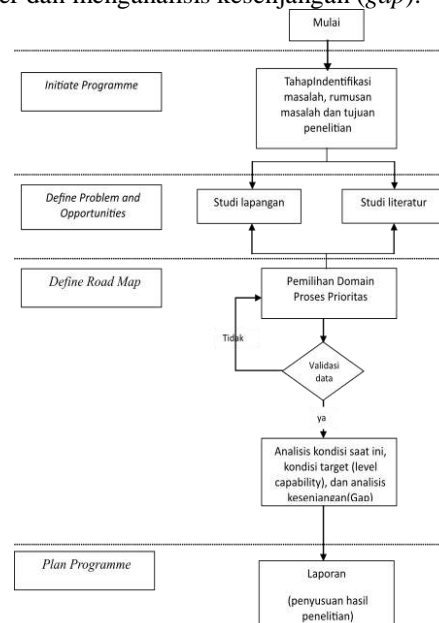 er dan menganalisis kesenjangan (gap).
Mulai
Initiate Programme
TahapIndentifikasi
masalah, rumusan
masalah dan tujuan
penelitian
Define Problem and
Opportunities
Studi lapangan
Studi literatur
Define Road Map
Pemilihan Domain
Proses Prioritas
Tidak
Validasi
data
ya
Analisis kondisi saat ini,
kondisi target (level
capability), dan analisis
kesenjangan(Gap)
Plan Programme
Laporan
(penyusuan hasil
penelitian)